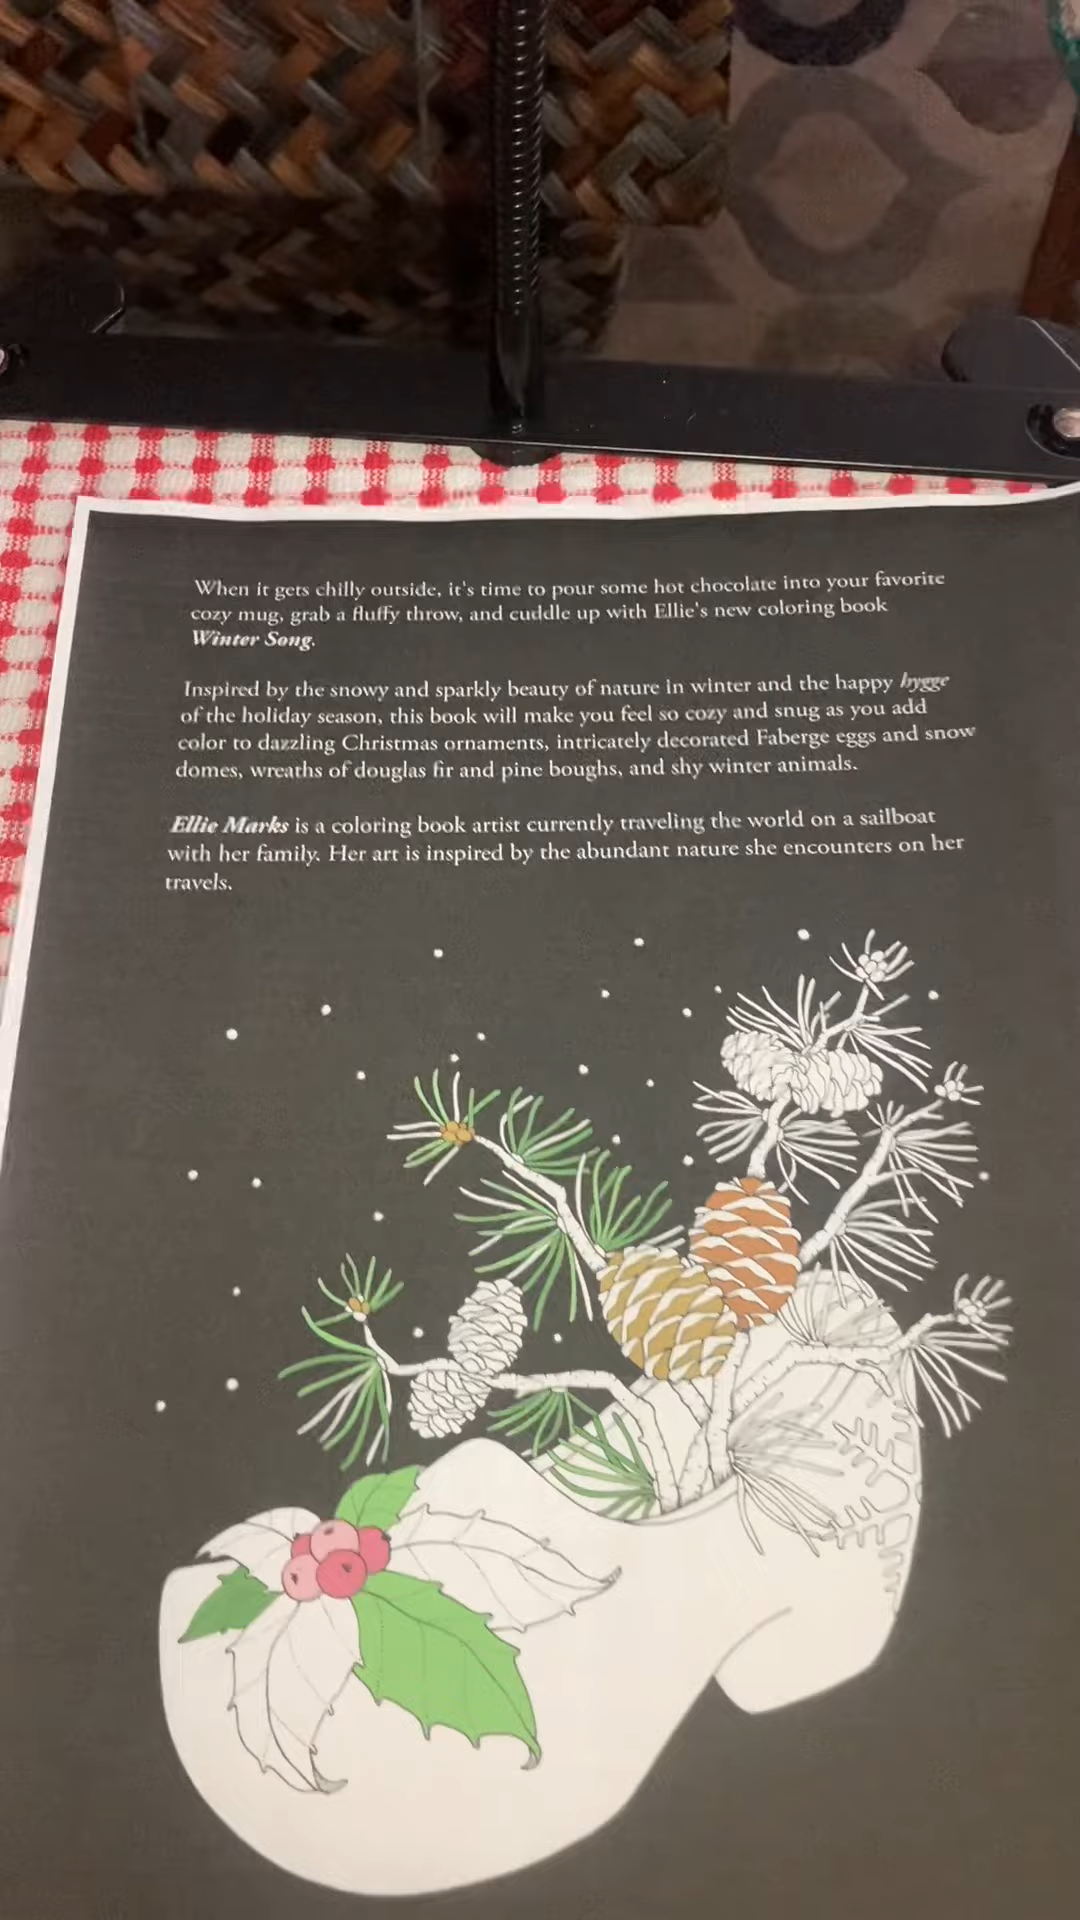 When it gets chilly outside, it's time to pour some hot chocolate into your favorite
cozy mug, grab a fluffy throw, and cuddle up with Ellie's new coloring book
Winter Song.
Inspired by the snowy and sparkly beauty of nature in winter and the happy hygge
of the holiday season, this book will make you feel so cozy and snug as you add
color to dazzling Christmas ornaments, intricately decorated Faberge eggs and snow
domes, wreaths of douglas fir and pine boughs, and shy winter animals.
Ellie Marks is a coloring book artist currently traveling the world on a sailboat
with her family. Her art is inspired by the abundant nature she encounters on her
travels.